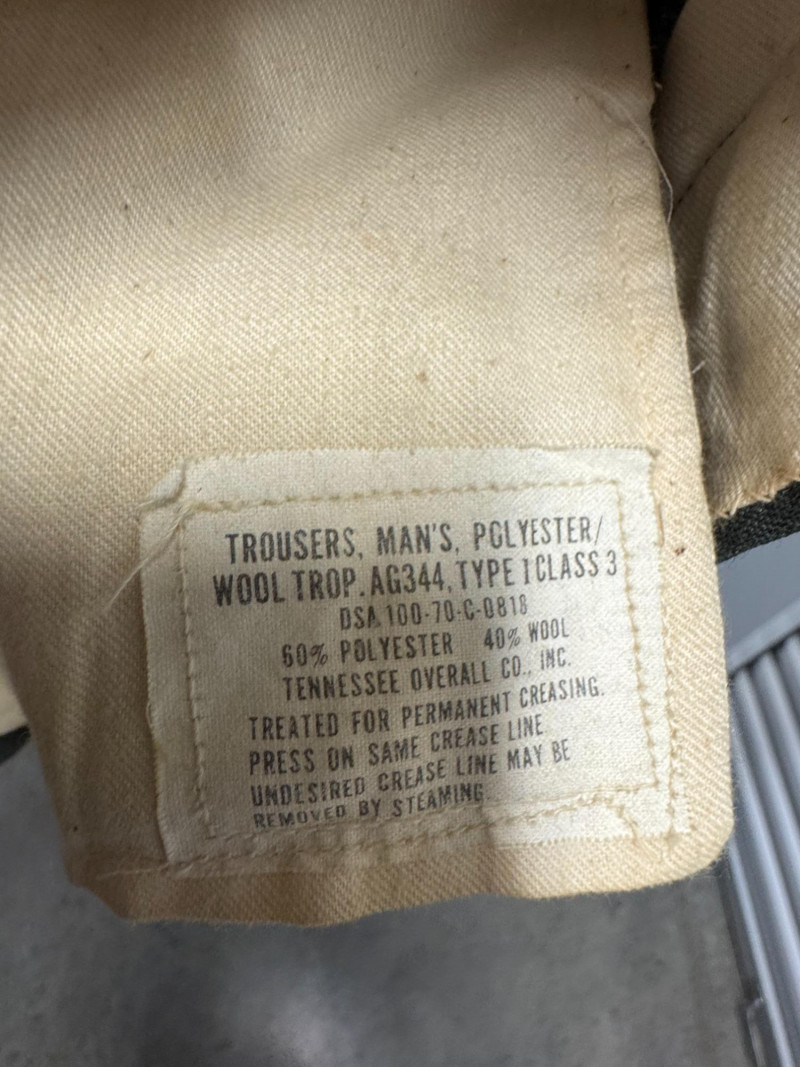 TROUSERS, MAN'S, POLYESTER/
WOOL TROP. AG344, TYPE I CLASS 3
DSA 100-70-C-0818
60% POLYESTER 40% WOOL
TENNESSEE OVERALL CO., INC.
TREATED FOR PERMANENT CREASING.
PRESS ON SAME CREASE LINE
UNDESIRED CREASE LINE MAY BE
REMOVED BY STEAMING